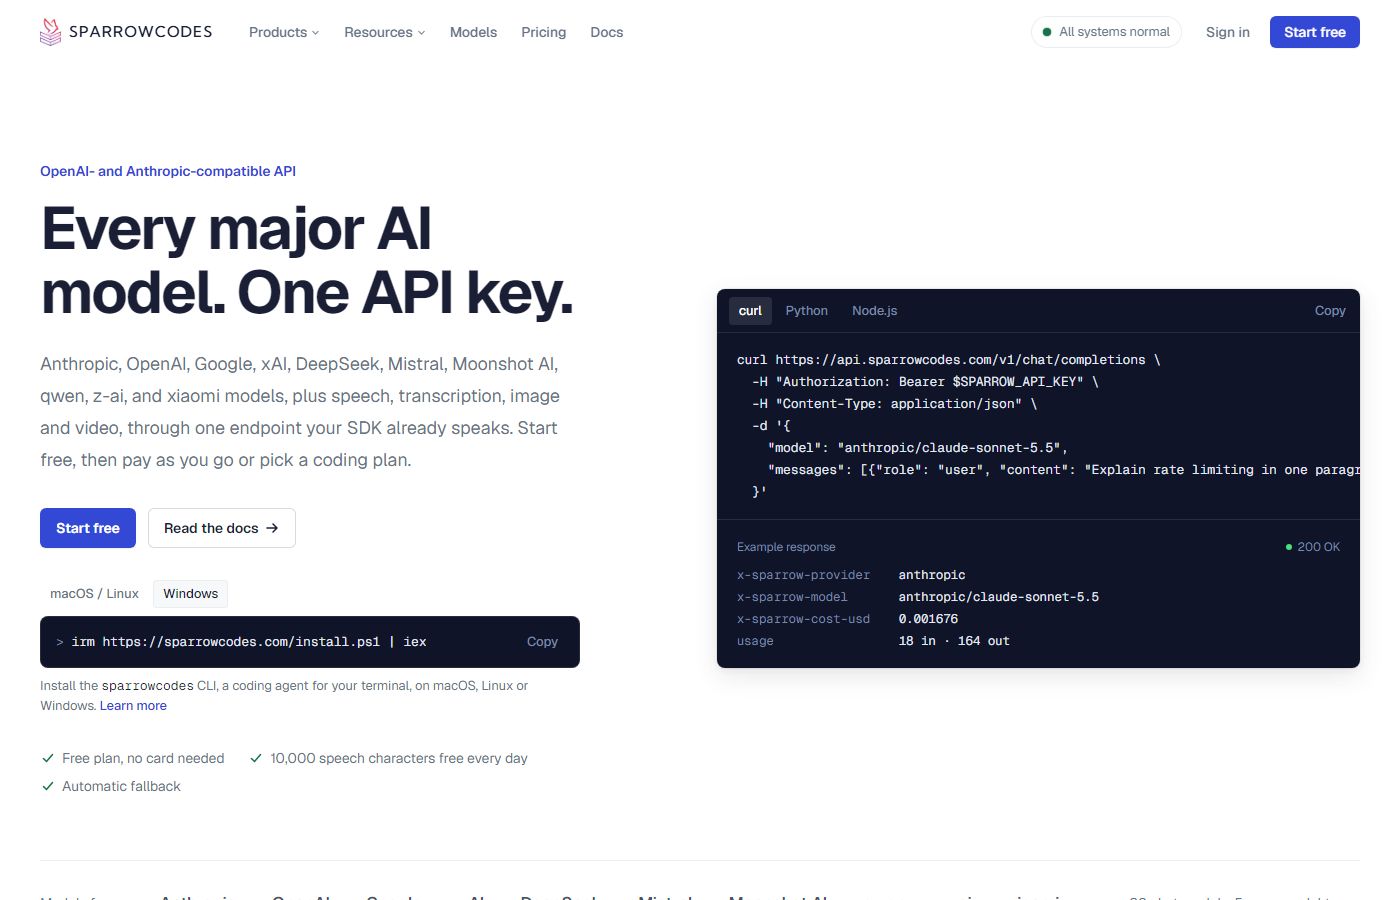 SPARROWCODES
Products
Resources
Models
Pricing
Docs
All systems normal
Sign in
Start free
OpenAI- and Anthropic-compatible API
Every major AI
model. One API key.
Anthropic, OpenAI, Google, xAI, DeepSeek, Mistral, Moonshot AI,
qwen, z-ai, and xiaomi models, plus speech, transcription, image
and video, through one endpoint your SDK already speaks. Start
free, then pay as you go or pick a coding plan.
Start free
Read the docs →
macOS / Linux
Windows
> irm https://sparrowcodes.com/install.ps1 | iex
Copy
Install the sparrowcodes CLI, a coding agent for your terminal, on macOS, Linux or
Windows. Learn more
Free plan, no card needed
10,000 speech characters free every day
Automatic fallback
curl
Python
Node.js
Copy
curl https://api.sparrowcodes.com/v1/chat/completions \
-H "Authorization: Bearer $SPARROW_API_KEY" \
-H "Content-Type: application/json" \
-d '{
"model": "anthropic/claude-sonnet-5.5",
"messages": [{"role": "user", "content": "Explain rate limiting in one paragr
}'
Example response
200 OK
x-sparrow-provider anthropic
x-sparrow-model anthropic/claude-sonnet-5.5
x-sparrow-cost-usd 0.001676
usage 18 in · 164 out